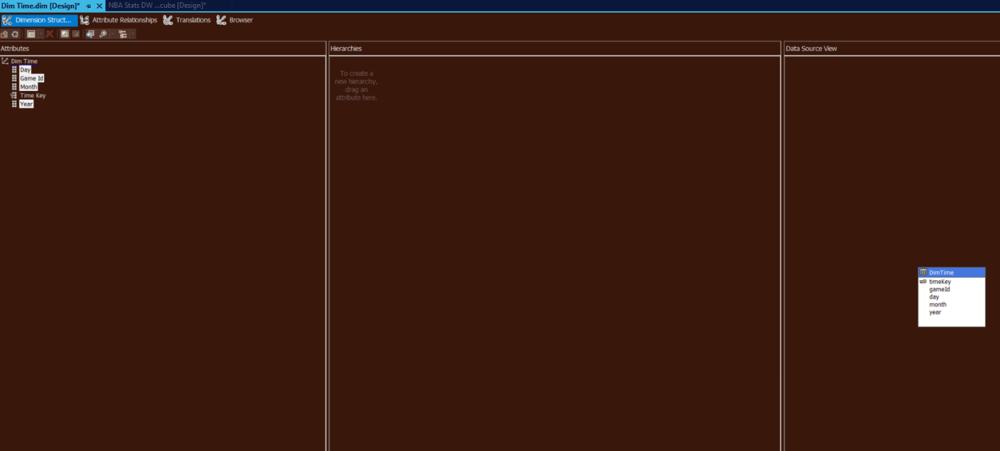 Dim Time.dim [Design]* NBA Stats DW ...cube [Design]*
Dimension Struct... Attribute Relationships Translations Browser
Attributes
Dim Time
Day
Game Id
Month
Time Key
Year
Hierarchies
To create a
new hierarchy,
drag an
attribute here.
Data Source View
DimTime
timeKey
gameId
day
month
year